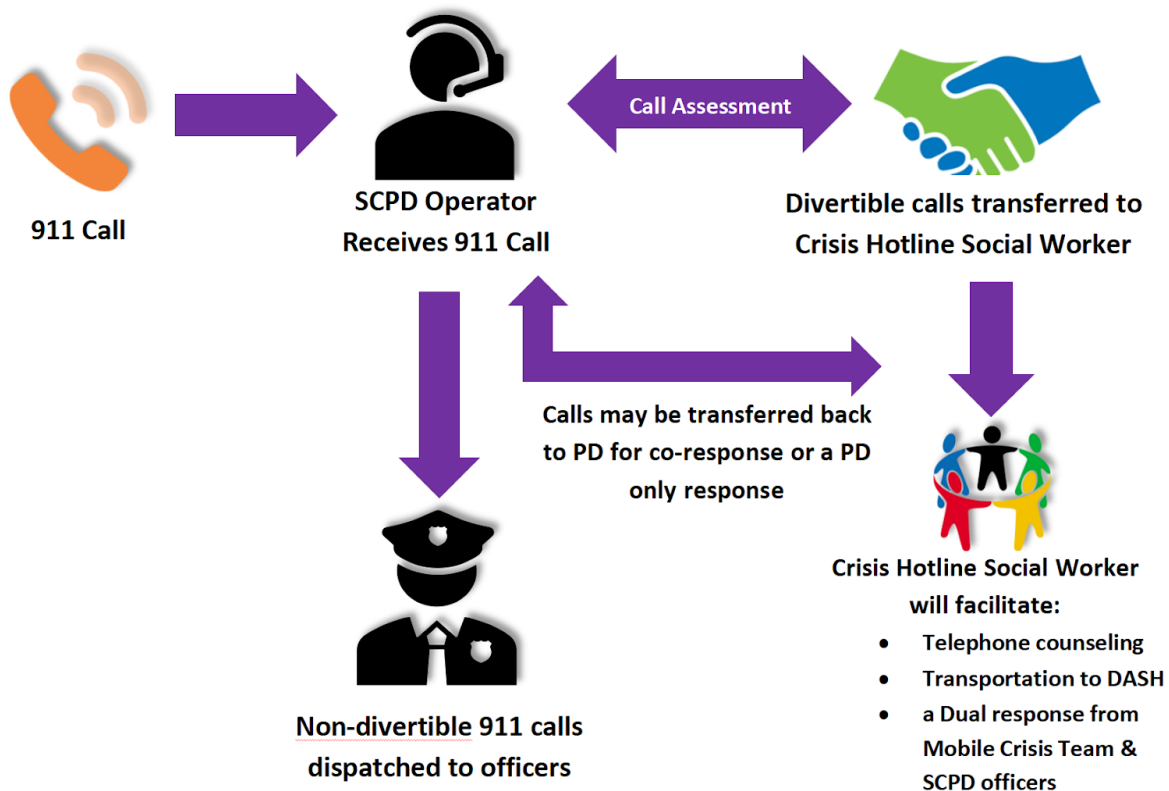 911 Call
SCPD Operator
Receives 911 Call
Call Assessment
Divertible calls transferred to
Crisis Hotline Social Worker
Calls may be transferred back
to PD for co-response or a PD
only response
Non-divertible 911 calls
dispatched to officers
Crisis Hotline Social Worker
will facilitate:
• Telephone counseling
• Transportation to DASH
• a Dual response from
Mobile Crisis Team &
SCPD officers